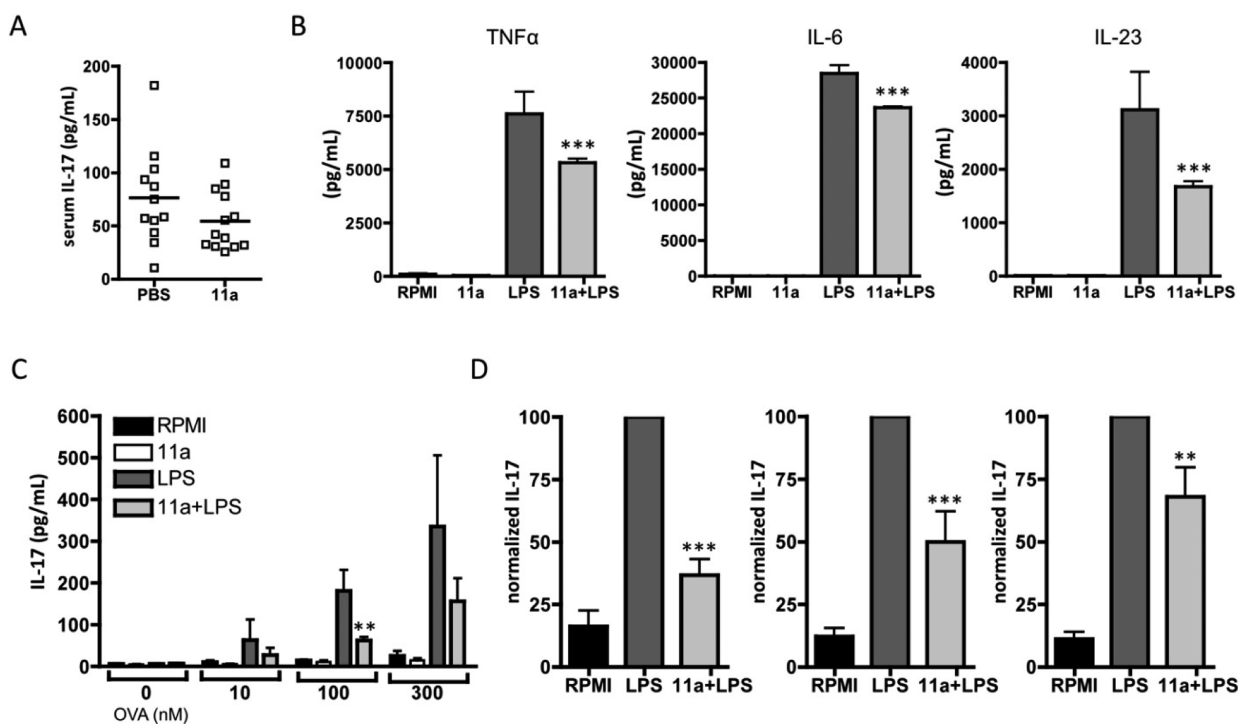 A
serum IL-17 (pg/mL)
200
150
100
50
0
PBS 11a
B
TNFα
(pg/mL)
10000
7500
5000
2500
0
***
RPMI 11a LPS 11a+LPS
IL-6
(pg/mL)
30000
25000
20000
15000
10000
5000
0
***
RPMI 11a LPS 11a+LPS
IL-23
(pg/mL)
4000
3000
2000
1000
0
***
RPMI 11a LPS 11a+LPS
C
IL-17 (pg/mL)
600
500
400
300
200
100
0
RPMI
11a
LPS
11a+LPS
**
0 10 100 300
OVA (nM)
D
normalized IL-17
100
75
50
25
0
***
RPMI LPS 11a+LPS
normalized IL-17
100
75
50
25
0
***
RPMI LPS 11a+LPS
normalized IL-17
100
75
50
25
0
**
RPMI LPS 11a+LPS